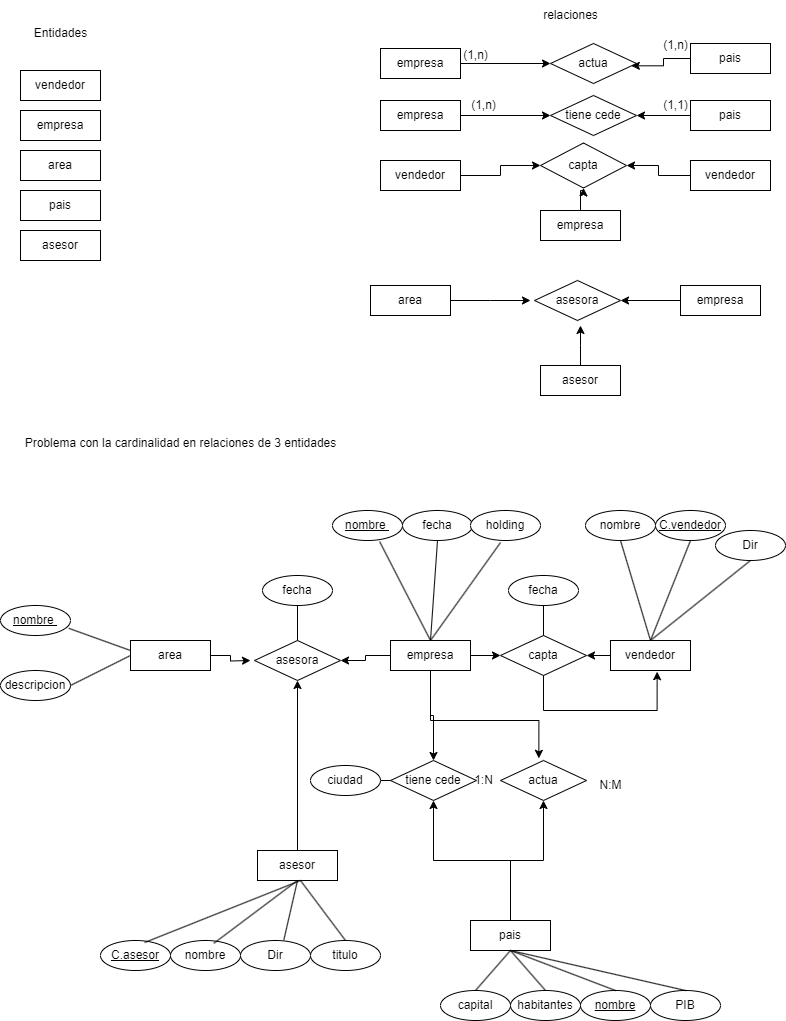 relaciones
Entidades
vendedor
empresa
area
pais
asesor
empresa
(1,n)
actua
(1,n)
pais
empresa
(1,n)
tiene cede
(1,1)
pais
vendedor
capta
vendedor
empresa
area
asesora
empresa
asesor
Problema con la cardinalidad en relaciones de 3 entidades
nombre
fecha
holding
nombre
C.vendedor
Dir
fecha
fecha
nombre
descripcion
area
asesora
empresa
capta
vendedor
ciudad
tiene cede
1:N
actua
N:M
asesor
C.asesor
nombre
Dir
titulo
pais
capital
habitantes
nombre
PIB